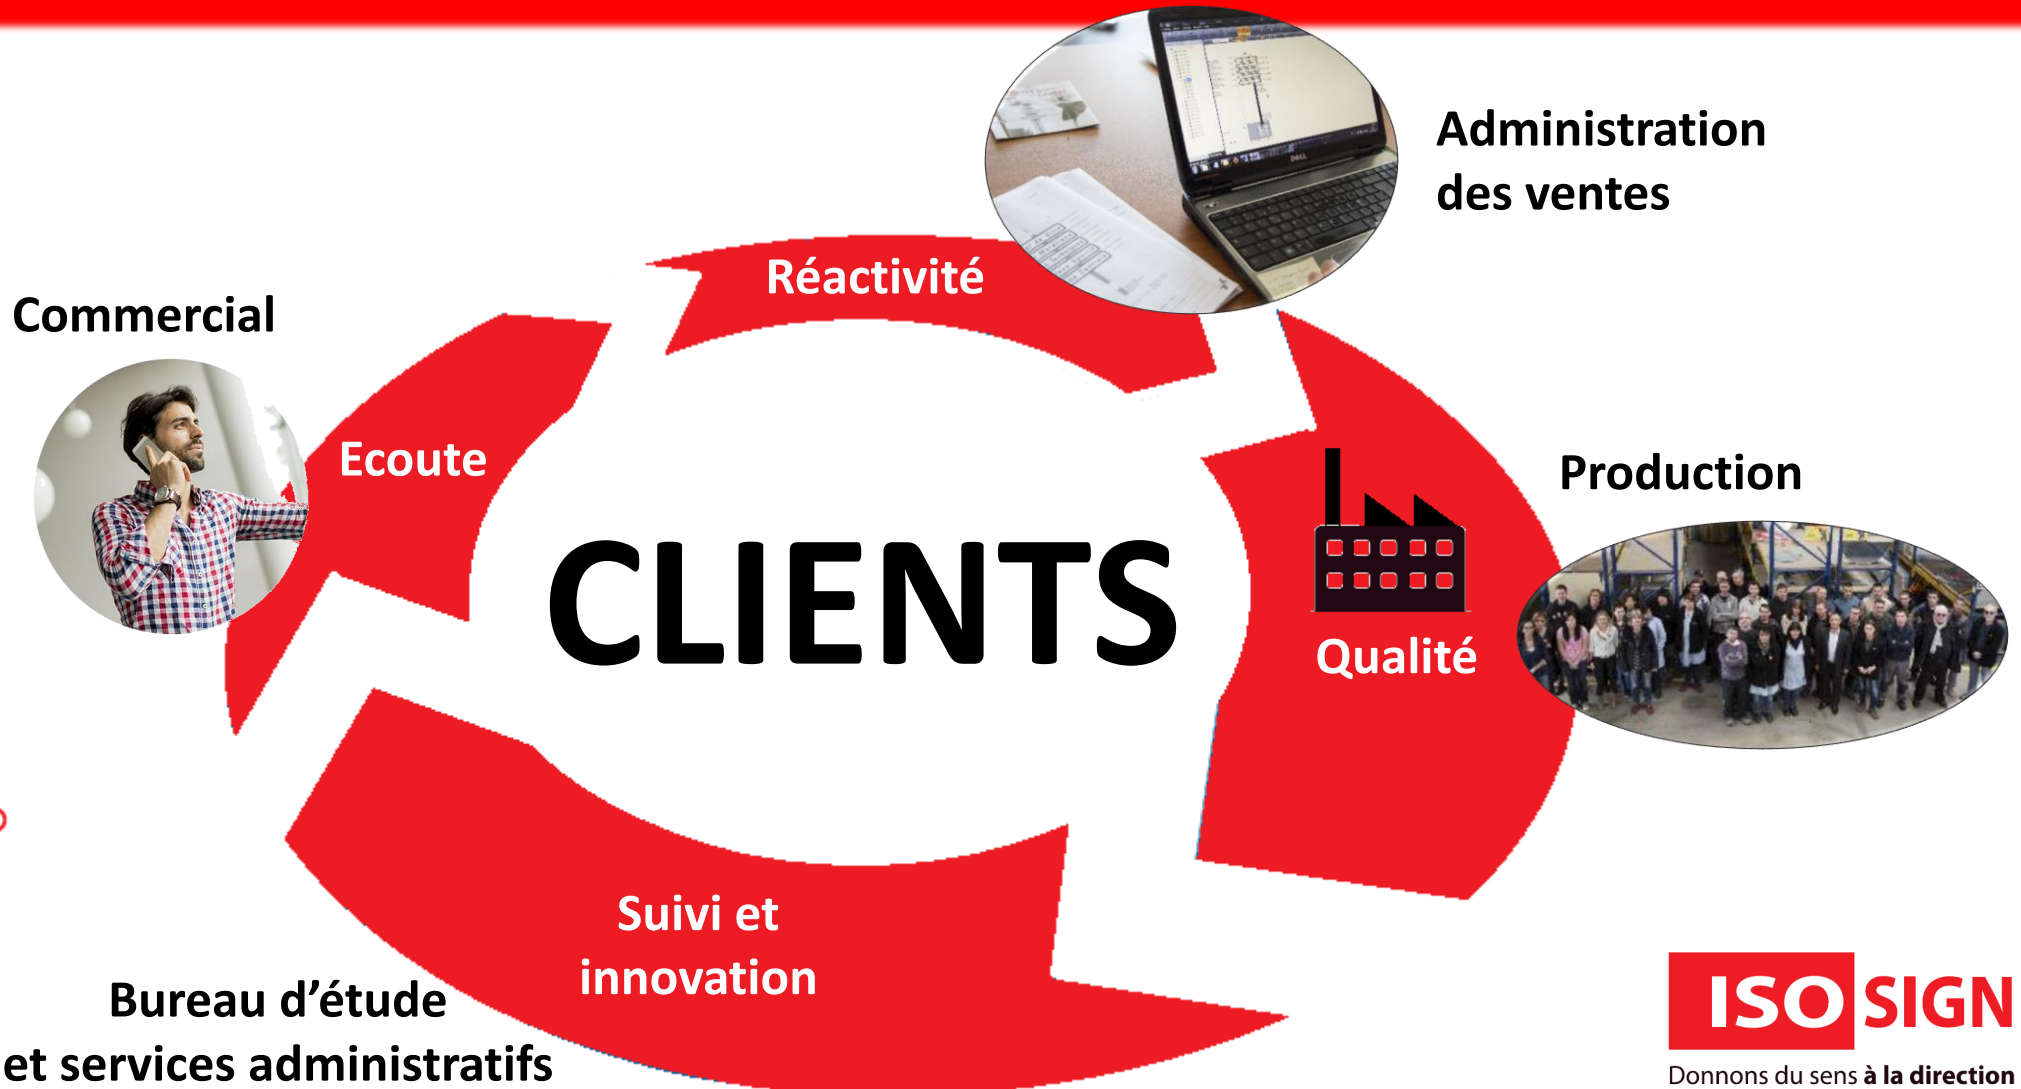 Administration
des ventes
Réactivité
Commercial
Ecoute
CLIENTS
Production
Qualité
Suivi et
innovation
Bureau d’étude
et services administratifs
ISO SIGN
Donnons du sens à la direction
DELL